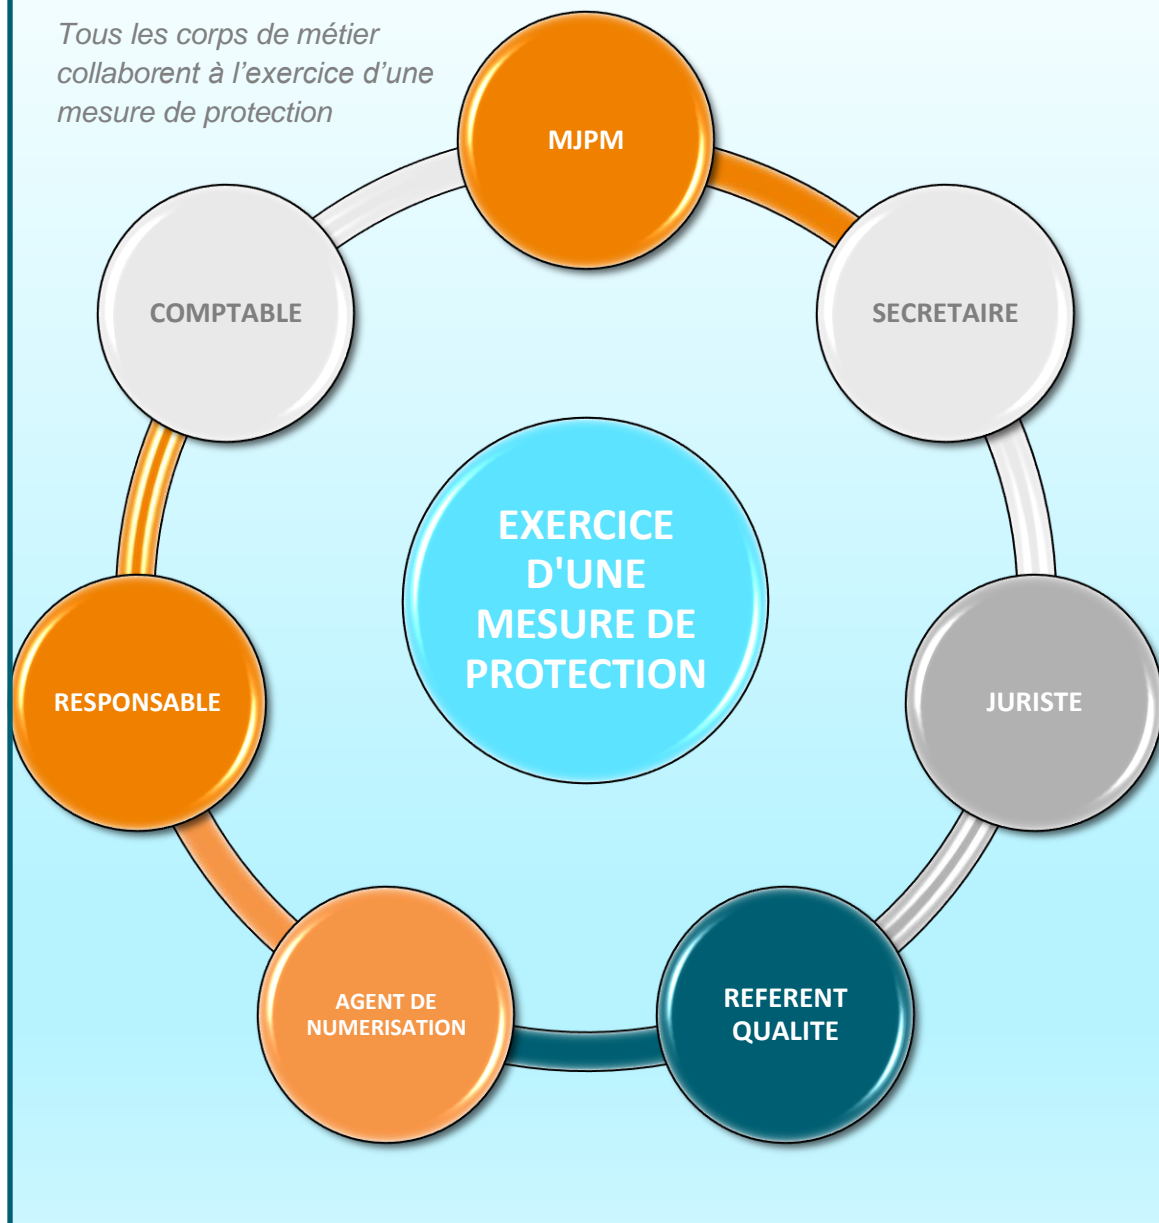 Tous les corps de métier
collaborent à l’exercice d’une
mesure de protection
MJPM
COMPTABLE
SECRETAIRE
EXERCICE
D'UNE
MESURE DE
PROTECTION
RESPONSABLE
JURISTE
AGENT DE
NUMERISATION
REFERENT
QUALITE